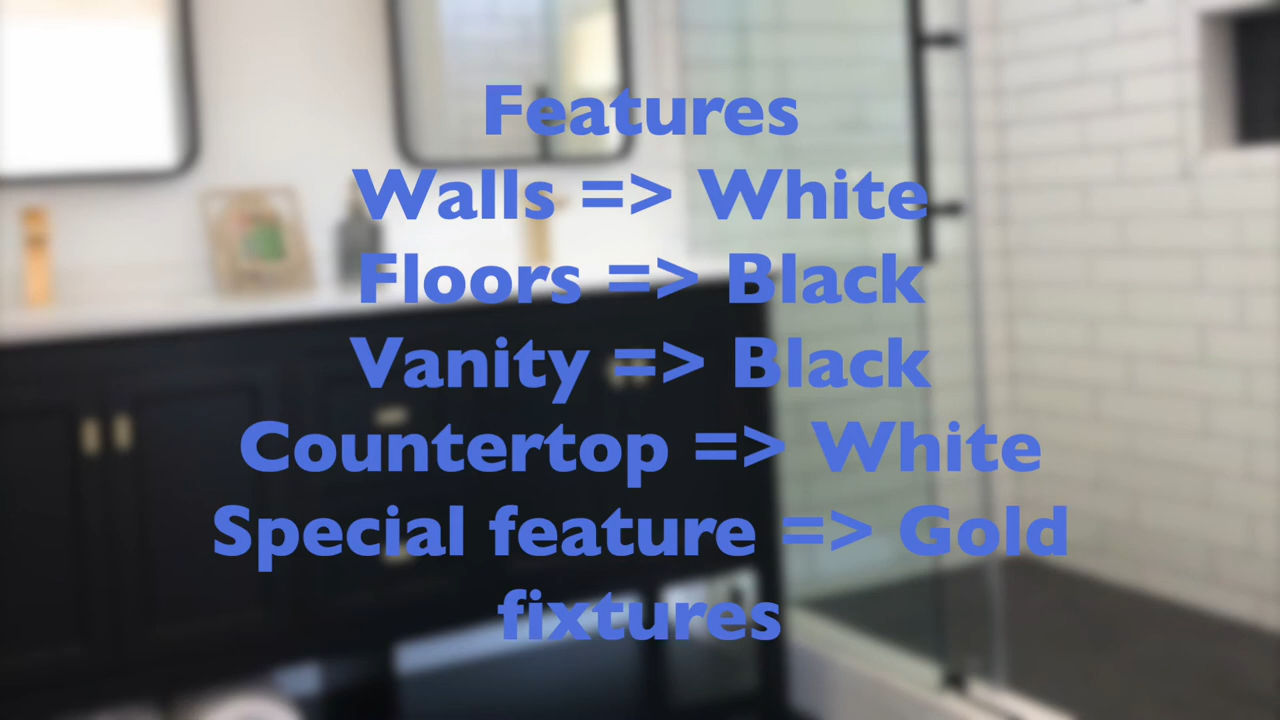 Features
Walls => White
Floors => Black
Vanity => Black
Countertop => White
Special feature => Gold
fixtures